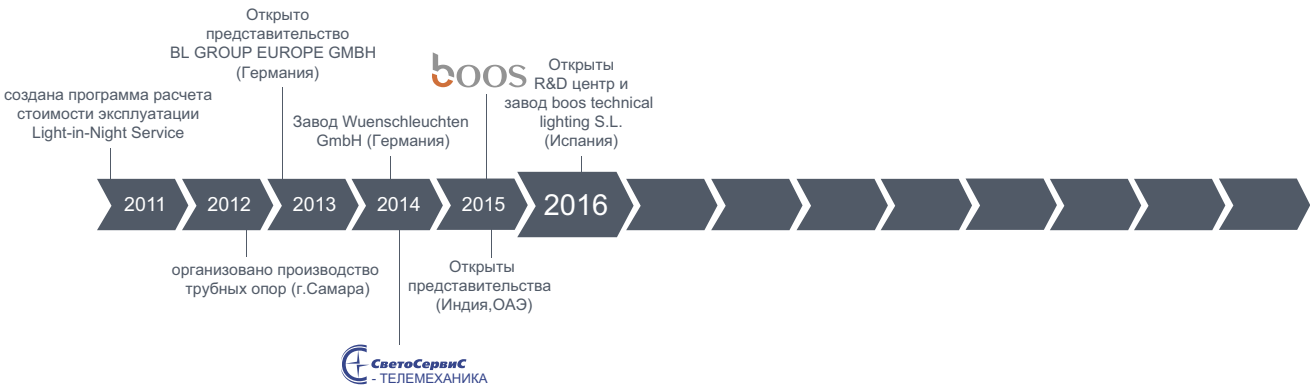 Открыто
представительство
BL GROUP EUROPE GMBH
(Германия)
boos
Открыты
R&D центр и
завод boos technical
lighting S.L.
(Испания)
создана программа расчета
стоимости эксплуатации
Light-in-Night Service
Завод Wuenschleuchten
GmbH (Германия)
2011
2012
2013
2014
2015
2016
организовано производство
трубных опор (г.Самара)
Открыты
представительства
(Индия,ОАЭ)
СветоСервиС
- ТЕЛЕМЕХАНИКА